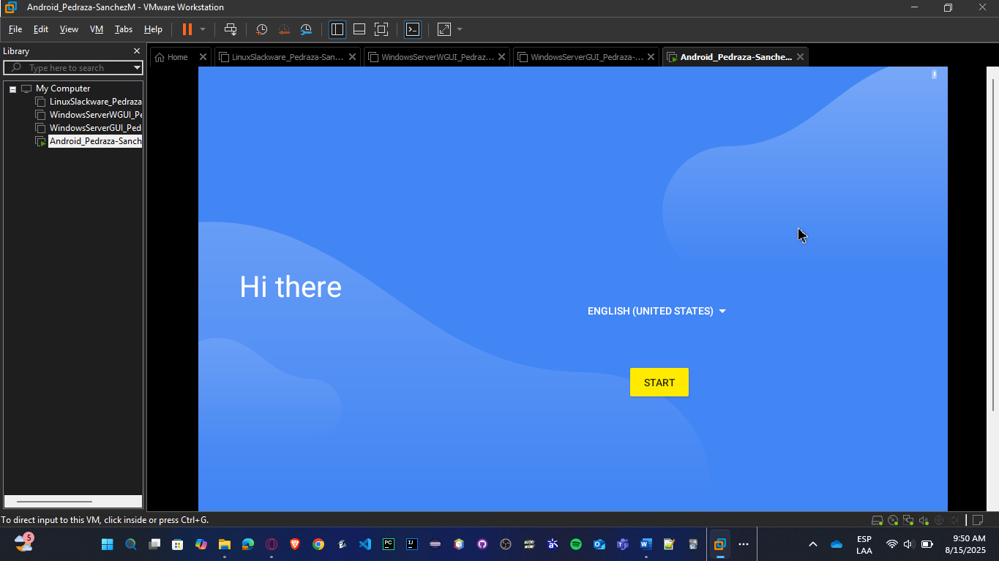 Android_Pedraza-SanchezM - VMware Workstation
File Edit View VM Tabs Help
Library
Type here to search
Home
LinuxSlackware_Pedraza-San...
WindowsServerWGUI_Pedraz...
WindowsServerGUI_Pedraza-...
Android_Pedraza-Sanche...
My Computer
LinuxSlackware_Pedraza
WindowsServerWGUI_Pe
WindowsServerGUI_Ped
Android_Pedraza-Sanch
Hi there
ENGLISH (UNITED STATES)
START
To direct input to this VM, click inside or press Ctrl+G.
5
PC
IJ
ESP
LAA
9:50 AM
8/15/2025